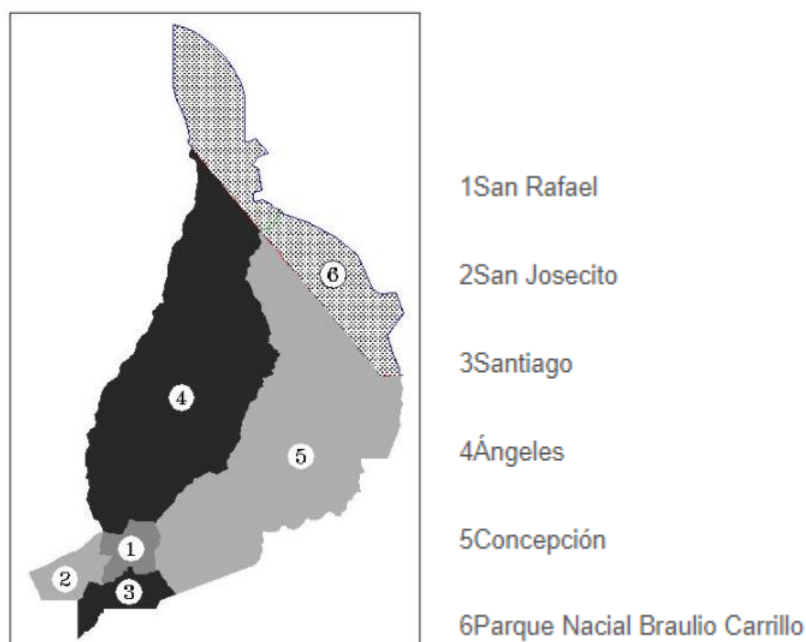 6
4
5
1
2
3
1San Rafael
2San Josecito
3Santiago
4Ángeles
5Concepción
6Parque Nacial Braulio Carrillo